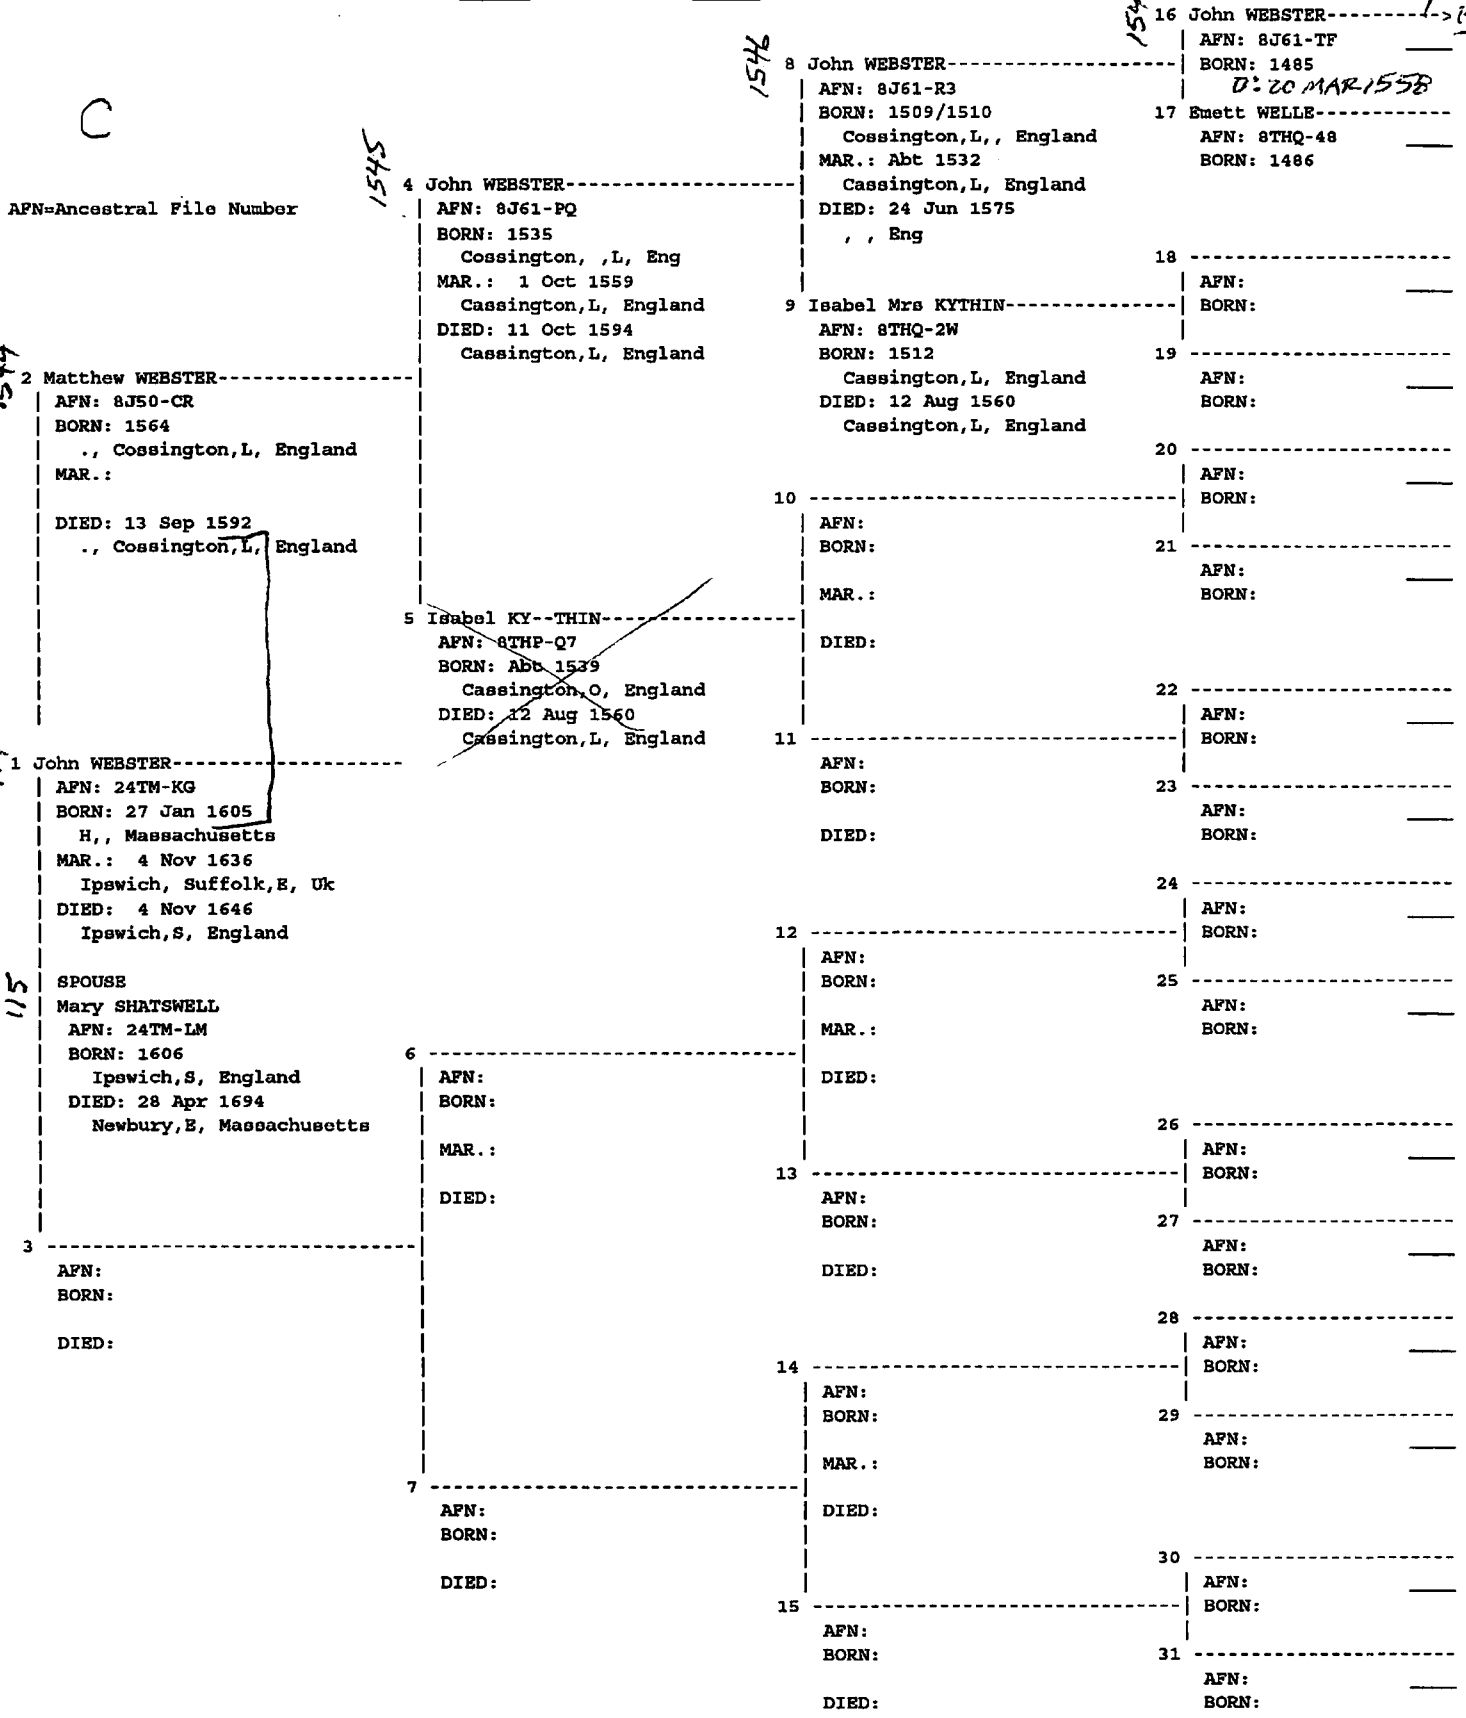 C
AFN=Ancestral File Number
1544
2 Matthew WEBSTER
AFN: 8J50-CR
BORN: 1564
., Cossington,L, England
MAR.:
DIED: 13 Sep 1592
., Cossington,L, England
1 John WEBSTER
AFN: 24TM-KG
BORN: 27 Jan 1605
H,, Massachusetts
MAR.: 4 Nov 1636
Ipswich, Suffolk,E, Uk
DIED: 4 Nov 1646
Ipswich,S, England
115
SPOUSE
Mary SHATSWELL
AFN: 24TM-LM
BORN: 1606
Ipswich,S, England
DIED: 28 Apr 1694
Newbury,E, Massachusetts
3
AFN:
BORN:
DIED:
1545
4 John WEBSTER
AFN: 8J61-PQ
BORN: 1535
Cossington, ,L, Eng
MAR.: 1 Oct 1559
Cassington,L, England
DIED: 11 Oct 1594
Cassington,L, England
5 Isabel KY--THIN
AFN: 8THP-Q7
BORN: Abt 1539
Cassington,O, England
DIED: 12 Aug 1560
Cassington,L, England
6
AFN:
BORN:
MAR.:
DIED:
7
AFN:
BORN:
DIED:
1546
8 John WEBSTER
AFN: 8J61-R3
BORN: 1509/1510
Cossington,L,, England
MAR.: Abt 1532
Cassington,L, England
DIED: 24 Jun 1575
, , Eng
9 Isabel Mrs KYTHIN
AFN: 8THQ-2W
BORN: 1512
Cassington,L, England
DIED: 12 Aug 1560
Cassington,L, England
10
AFN:
BORN:
MAR.:
DIED:
11
AFN:
BORN:
DIED:
12
AFN:
BORN:
MAR.:
DIED:
13
AFN:
BORN:
DIED:
14
AFN:
BORN:
MAR.:
DIED:
15
AFN:
BORN:
DIED:
16 John WEBSTER
AFN: 8J61-TF
BORN: 1485
D: 20 MAR 1558
17 Emett WELLE
AFN: 8THQ-48
BORN: 1486
18
AFN:
BORN:
19
AFN:
BORN:
20
AFN:
BORN:
21
AFN:
BORN:
22
AFN:
BORN:
23
AFN:
BORN:
24
AFN:
BORN:
25
AFN:
BORN:
26
AFN:
BORN:
27
AFN:
BORN:
28
AFN:
BORN:
29
AFN:
BORN:
30
AFN:
BORN:
31
AFN:
BORN: